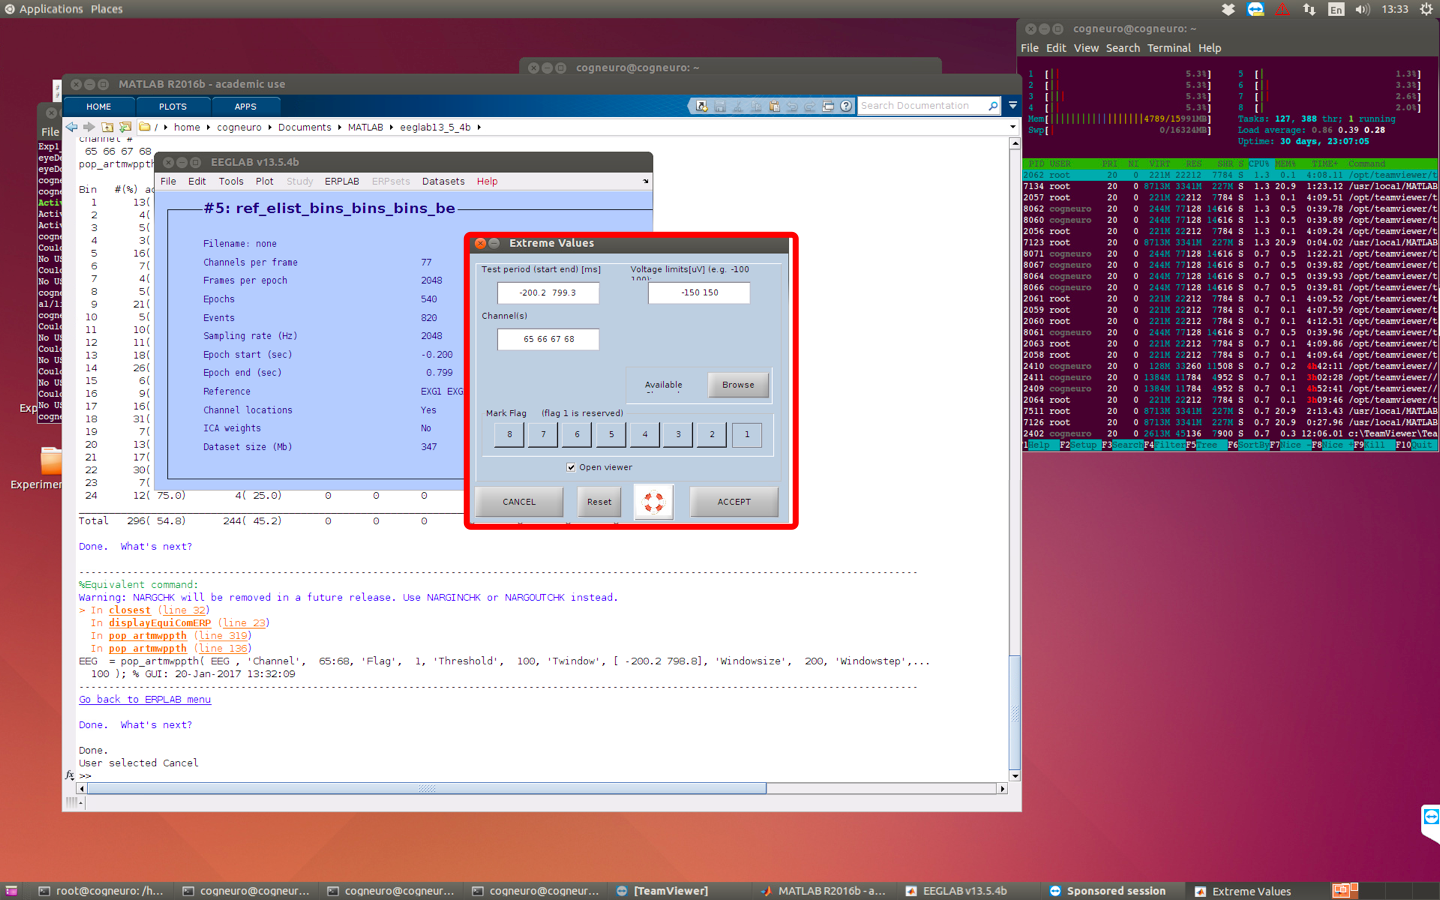 Applications Places
En 13:33
cogneuro@cogneuro: ~
File Edit View Search Terminal Help
cogneuro@cogneuro: ~
MATLAB R2016b - academic use
HOME PLOTS APPS
Search Documentation
/ home cogneuro Documents MATLAB eeglab13_5_4b
1 [ 5.3%] 5 [ 1.3%]
2 [ 5.3%] 6 [ 3.3%]
3 [ 5.3%] 7 [ 2.6%]
4 [ 5.3%] 8 [ 2.0%]
Mem[ 4789/15991MB] Tasks: 127, 388 thr; 1 running
Swp[ 0/16324MB] Load average: 0.86 0.39 0.28
Uptime: 30 days, 23:07:05
PID USER PRI NI VIRT RES SHR S CPU% MEM% TIME+ Command
2062 root 20 0 221M 22212 7784 S 1.3 0.1 4:08.11 /opt/teamviewer/t
7134 root 20 0 8713M 3341M 227M S 1.3 20.9 1:23.12 /usr/local/MATLAB
2057 root 20 0 221M 22212 7784 S 1.3 0.1 4:09.51 /opt/teamviewer/t
8062 cogneuro 20 0 244M 77128 14616 S 1.3 0.5 0:39.78 /opt/teamviewer/t
8060 cogneuro 20 0 244M 77128 14616 S 1.3 0.5 0:39.89 /opt/teamviewer/t
2056 root 20 0 221M 22212 7784 S 1.3 0.1 4:09.24 /opt/teamviewer/t
7123 root 20 0 8713M 3341M 227M S 1.3 20.9 0:04.02 /usr/local/MATLAB
8071 cogneuro 20 0 244M 77128 14616 S 0.7 0.5 1:22.21 /opt/teamviewer/t
8067 cogneuro 20 0 244M 77128 14616 S 0.7 0.5 0:39.82 /opt/teamviewer/t
8064 cogneuro 20 0 244M 77128 14616 S 0.7 0.5 0:39.93 /opt/teamviewer/t
8066 cogneuro 20 0 244M 77128 14616 S 0.7 0.5 0:39.83 /opt/teamviewer/t
2061 root 20 0 221M 22212 7784 S 0.7 0.1 4:09.52 /opt/teamviewer/t
2059 root 20 0 221M 22212 7784 S 0.7 0.1 4:07.59 /opt/teamviewer/t
2060 root 20 0 221M 22212 7784 S 0.7 0.1 4:12.51 /opt/teamviewer/t
8061 cogneuro 20 0 244M 77128 14616 S 0.7 0.5 0:39.96 /opt/teamviewer/t
2063 root 20 0 221M 22212 7784 S 0.7 0.1 4:09.86 /opt/teamviewer/t
2058 root 20 0 221M 22212 7784 S 0.7 0.1 4:09.64 /opt/teamviewer/t
2410 cogneuro 20 0 128M 33260 11508 S 0.7 0.2 4h42:11 /opt/teamviewer//
2411 cogneuro 20 0 1384M 11784 4952 S 0.7 0.1 3h02:28 /opt/teamviewer//
2409 cogneuro 20 0 1384M 11784 4952 S 0.7 0.1 4h52:41 /opt/teamviewer//
2064 root 20 0 221M 22212 7784 S 0.7 0.1 3h09:46 /opt/teamviewer/t
7511 root 20 0 8713M 3341M 227M S 0.7 20.9 2:13.43 /usr/local/MATLAB
7126 root 20 0 8713M 3341M 227M S 0.7 20.9 0:27.96 /usr/local/MATLAB
2402 cogneuro 20 0 2613M 45136 7900 S 0.7 0.3 12:06.01 c:\TeamViewer\Tea
F2Setup F3Search F4Filter F5Tree F6SortBy F7Nice - F8Nice + F9Kill F10Quit
channel #
65 66 67 68
pop_artmwppth
EEGLAB v13.5.4b
File Edit Tools Plot Study ERPLAB ERPsets Datasets Help
#5: ref_elist_bins_bins_bins_be
Filename: none
Channels per frame 77
Frames per epoch 2048
Epochs 540
Events 820
Sampling rate (Hz) 2048
Epoch start (sec) -0.200
Epoch end (sec) 0.799
Reference EXG1 EXG
Channel locations Yes
ICA weights No
Dataset size (Mb) 347
Extreme Values
Test period (start end) [ms] Voltage limits[uV] (e.g. -100
-200.2 799.3 -150 150
Channel(s)
65 66 67 68
Available
Browse
Mark Flag (flag 1 is reserved)
8 7 6 5 4 3 2 1
Open viewer
CANCEL Reset ACCEPT
Bin #(%) ac
1 13(
2 4(
3 5(
4 3(
5 16(
6 7(
7 4(
8 5(
9 21(
10 5(
11 10(
12 11(
13 18(
14 26(
15 6(
16 9(
17 16(
18 31(
19 7(
20 13(
21 17(
22 30(
23 7(
24 12( 75.0) 4( 25.0) 0 0 0
Total 296( 54.8) 244( 45.2) 0 0 0
Done. What's next?
%Equivalent command:
Warning: NARGCHK will be removed in a future release. Use NARGINCHK or NARGOUTCHK instead.
> In closest (line 32)
In displayEquiComERP (line 23)
In pop_artmwppth (line 319)
In pop_artmwppth (line 136)
EEG = pop_artmwppth( EEG , 'Channel', 65:68, 'Flag', 1, 'Threshold', 100, 'Twindow', [ -200.2 798.8], 'Windowsize', 200, 'Windowstep',...
100 ); % GUI: 20-Jan-2017 13:32:09
Go back to ERPLAB menu
Done. What's next?
Done.
User selected Cancel
>>
fx
File
Exp1_
eyeDe
eyeDe
cogne
cogne
Activ
Activ
Activ
cogne
Could
No US
Could
No US
cogne
al/li
cogne
Could
No US
Could
No US
Could
No US
Could
No US
cogne
Exp
Experimen
root@cogneuro: /h... cogneuro@cogneur... cogneuro@cogneur... cogneuro@cogneur... [TeamViewer] MATLAB R2016b - a... EEGLAB v13.5.4b Sponsored session Extreme Values